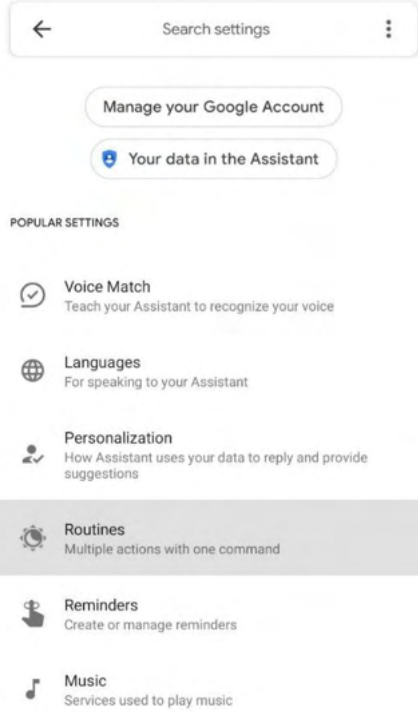 Search settings
Manage your Google Account
Your data in the Assistant
POPULAR SETTINGS
Voice Match
Teach your Assistant to recognize your voice
Languages
For speaking to your Assistant
Personalization
How Assistant uses your data to reply and provide
suggestions
Routines
Multiple actions with one command
Reminders
Create or manage reminders
Music
Services used to play music